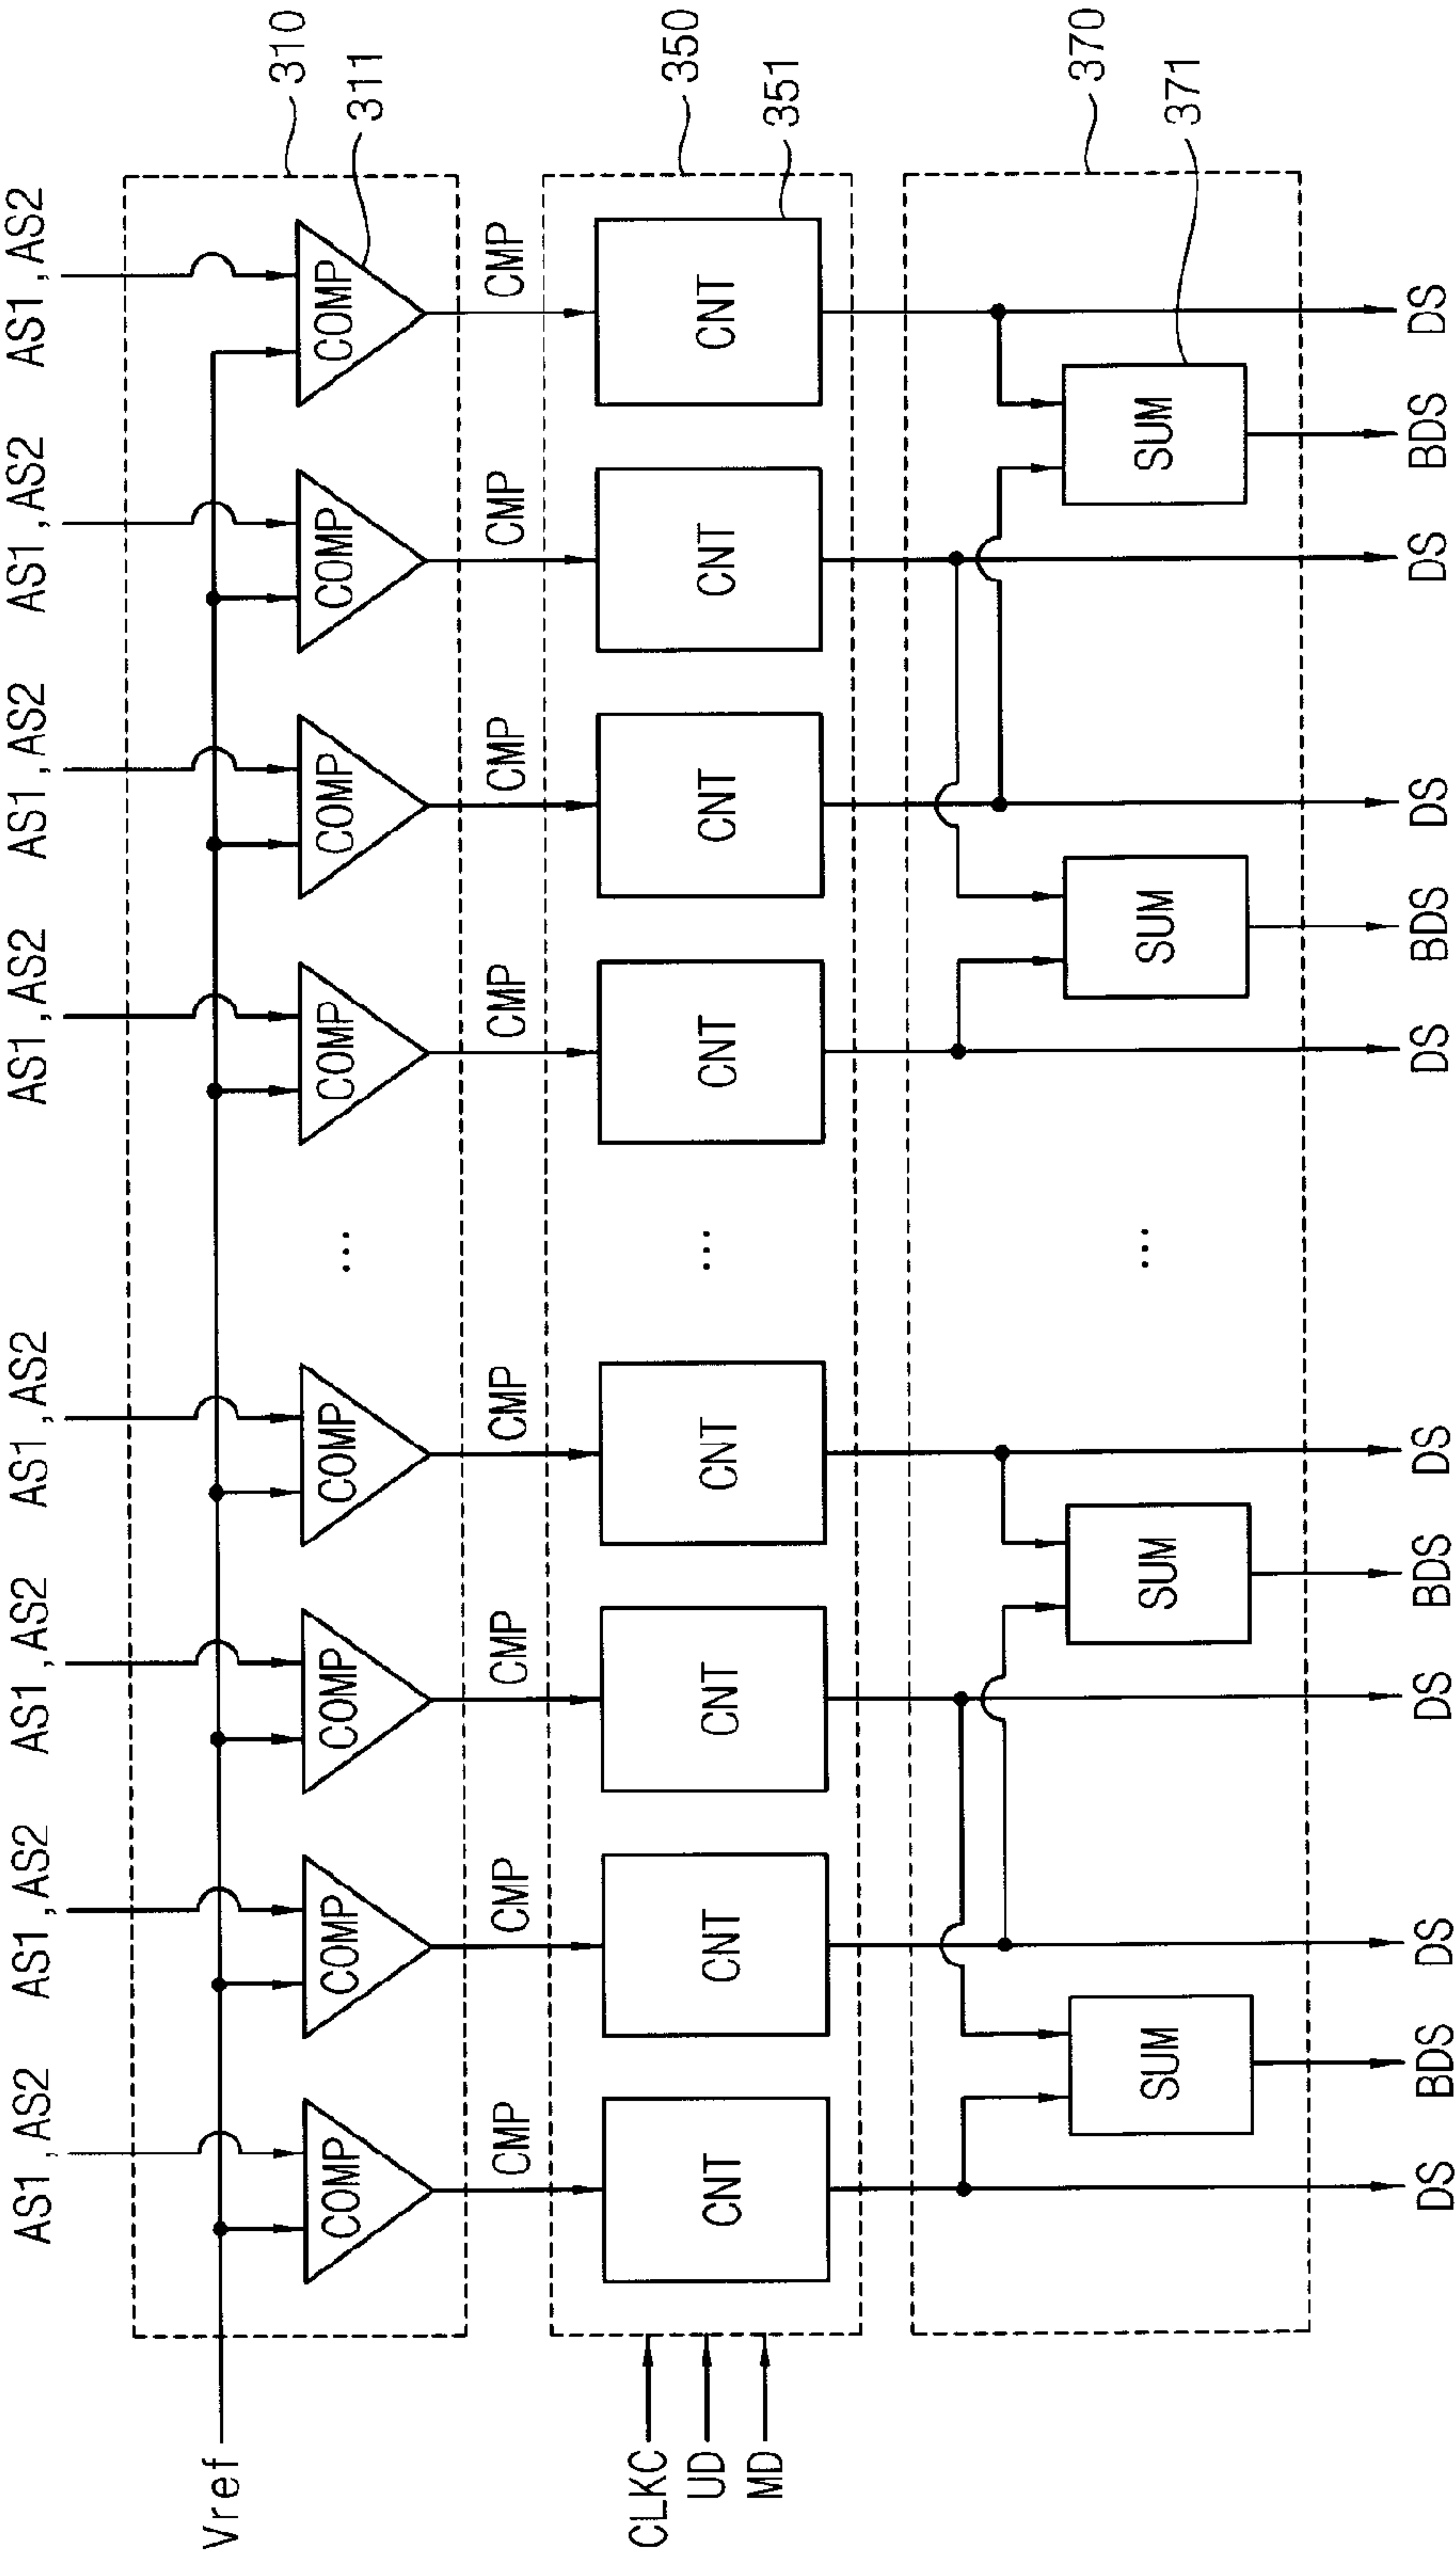 AS1,AS2 AS1,AS2 AS1,AS2 AS1,AS2 AS1,AS2 AS1,AS2 AS1,AS2 AS1,AS2
Vref
310
COMP COMP COMP COMP ... COMP COMP COMP COMP
311
CMP CMP CMP CMP CMP CMP CMP CMP
CLKC
UD
MD
350
CNT CNT CNT CNT ... CNT CNT CNT CNT
351
370
SUM SUM ... SUM SUM
371
DS BDS DS DS BDS DS DS BDS DS DS BDS DS